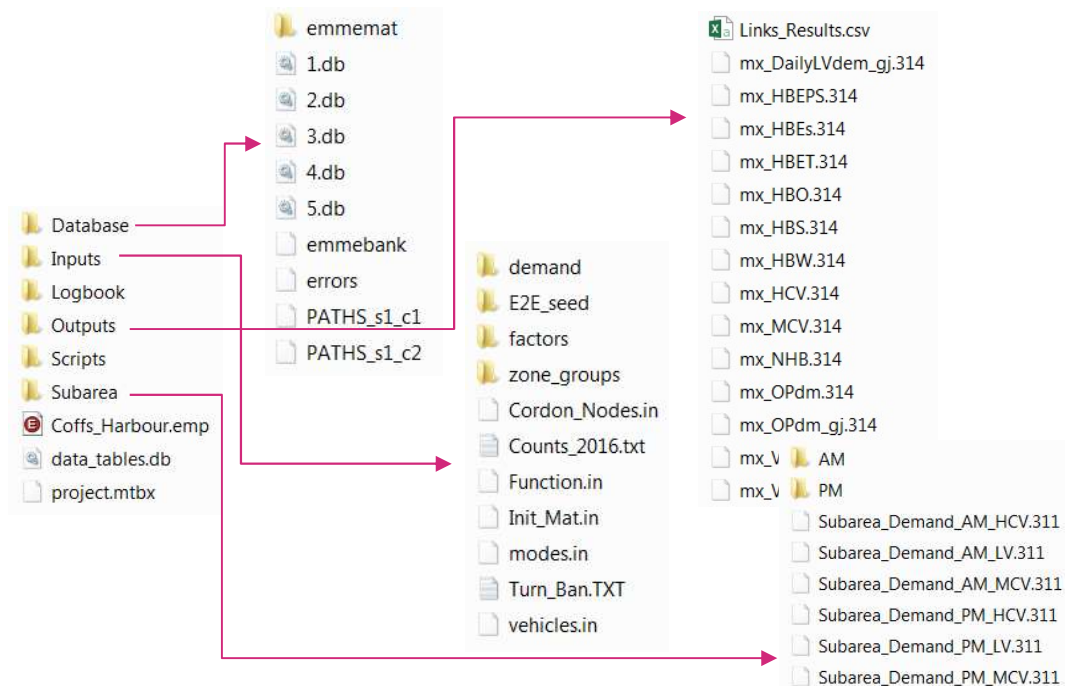 Database
Inputs
Logbook
Outputs
Scripts
Subarea
Coffs_Harbour.emp
data_tables.db
project.mtbx
emmemat
1.db
2.db
3.db
4.db
5.db
emmebank
errors
PATHS_s1_c1
PATHS_s1_c2
demand
E2E_seed
factors
zone_groups
Cordon_Nodes.in
Counts_2016.txt
Function.in
Init_Mat.in
modes.in
Turn_Ban.TXT
vehicles.in
Links_Results.csv
mx_DailyLVdem_gj.314
mx_HBEPS.314
mx_HBEs.314
mx_HBET.314
mx_HBO.314
mx_HBS.314
mx_HBW.314
mx_HCV.314
mx_MCV.314
mx_NHB.314
mx_OPdm.314
mx_OPdm_gj.314
mx_V
mx_V
AM
PM
Subarea_Demand_AM_HCV.311
Subarea_Demand_AM_LV.311
Subarea_Demand_AM_MCV.311
Subarea_Demand_PM_HCV.311
Subarea_Demand_PM_LV.311
Subarea_Demand_PM_MCV.311